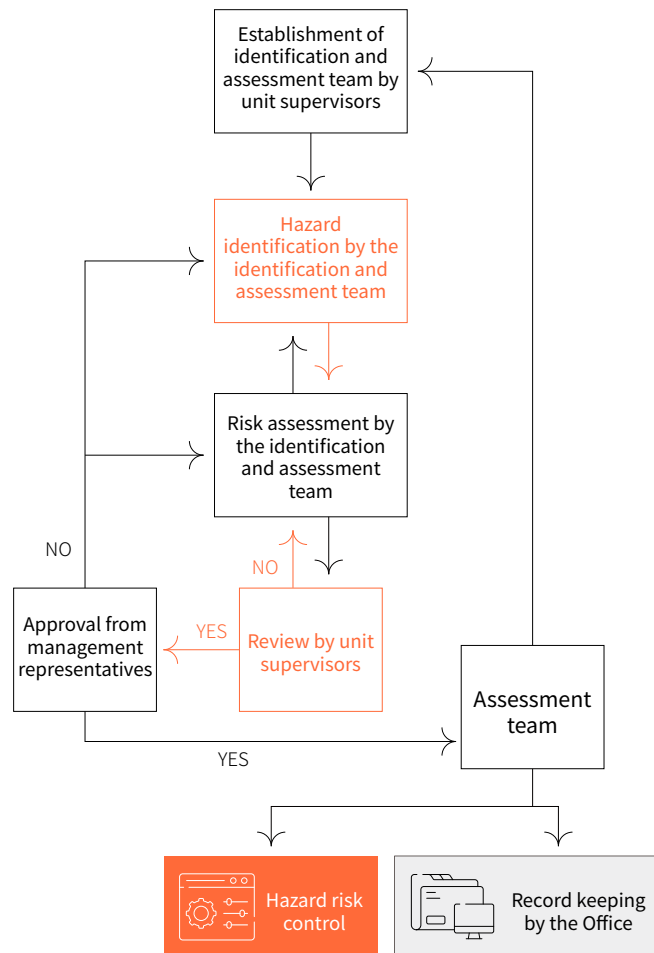 Establishment of
identification and
assessment team by
unit supervisors
Hazard
identification by the
identification and
assessment team
Risk assessment by
the identification
and assessment
team
NO
NO
Approval from
management
representatives
YES
Review by unit
supervisors
Assessment
team
YES
Hazard risk
control
Record keeping
by the Office